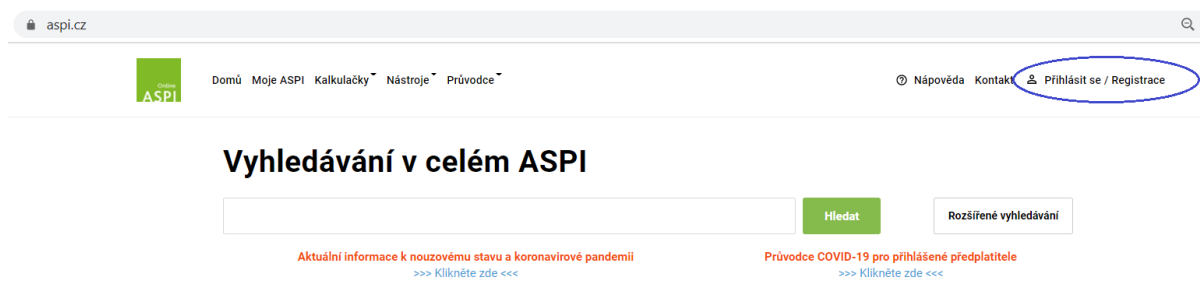 aspi.cz
Online
ASPI
Domů Moje ASPI Kalkulačky Nástroje Průvodce
Nápověda Kontakt Přihlásit se / Registrace
Vyhledávání v celém ASPI
Hledat
Rozšířené vyhledávání
Aktuální informace k nouzovému stavu a koronavirové pandemii
>>> Klikněte zde <<<
Průvodce COVID-19 pro přihlášené předplatitele
>>> Klikněte zde <<<